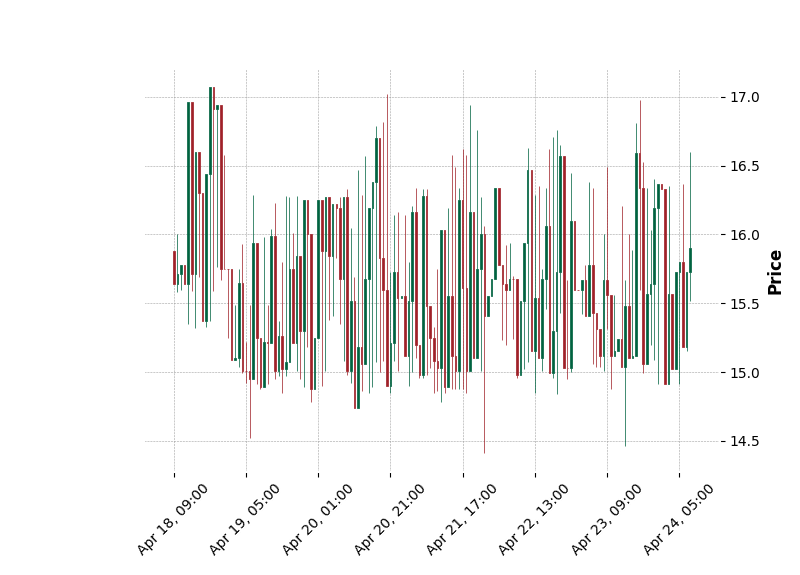 17.0
16.5
16.0
15.5
15.0
14.5
Price
Apr 18, 09:00
Apr 19, 05:00
Apr 20, 01:00
Apr 20, 21:00
Apr 21, 17:00
Apr 22, 13:00
Apr 23, 09:00
Apr 24, 05:00